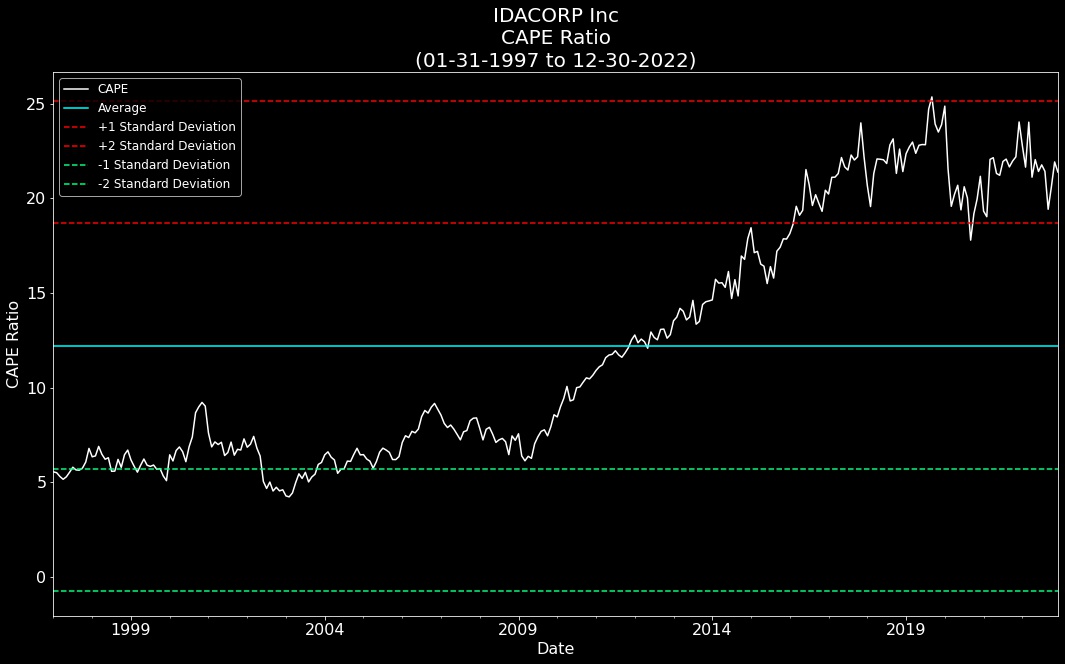 IDACORP Inc
CAPE Ratio
(01-31-1997 to 12-30-2022)
CAPE
Average
+1 Standard Deviation
+2 Standard Deviation
-1 Standard Deviation
-2 Standard Deviation
CAPE Ratio
25
20
15
10
5
0
1999
2004
2009
2014
2019
Date